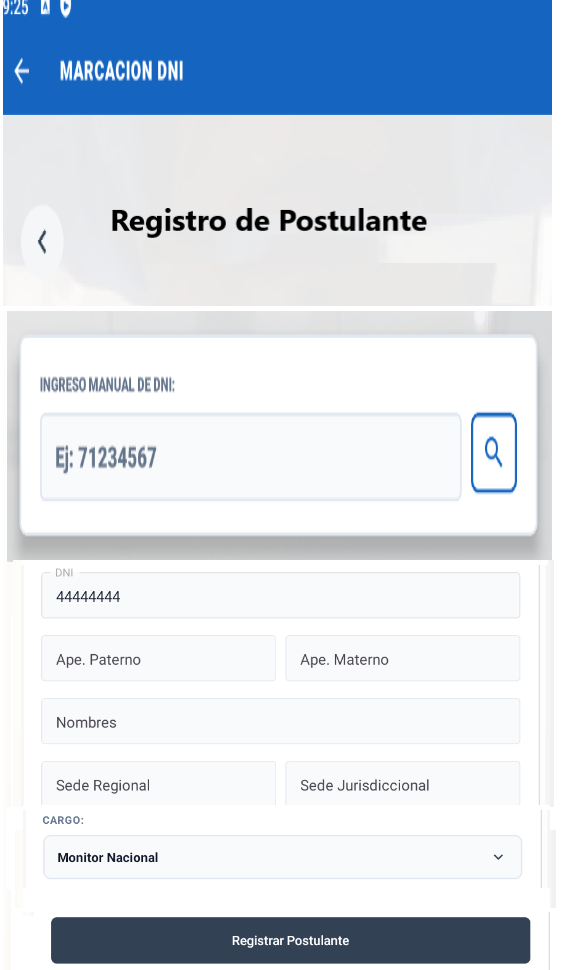 9:25
MARCACION DNI
Registro de Postulante
INGRESO MANUAL DE DNI:
Ej: 71234567
DNI
44444444
Ape. Paterno Ape. Materno
Nombres
Sede Regional Sede Jurisdiccional
CARGO:
Monitor Nacional
Registrar Postulante